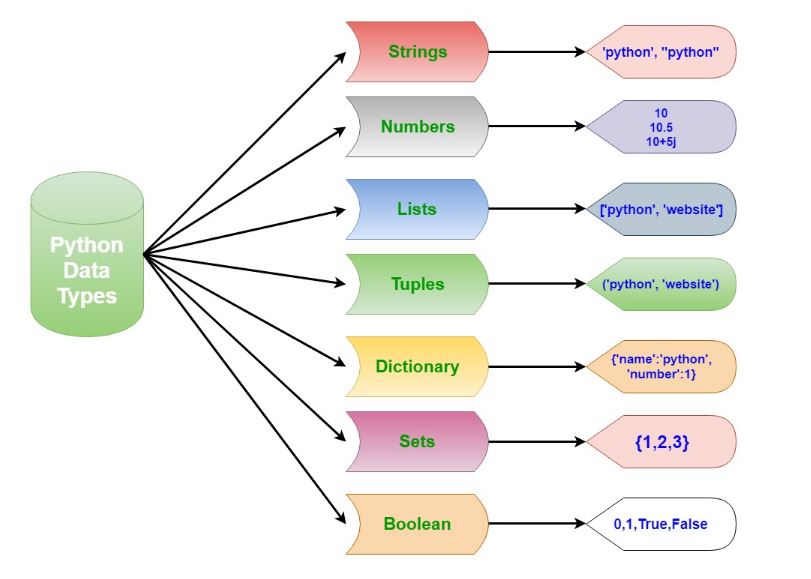 Python
Data
Types
Strings
'python', "python"
Numbers
10
10.5
10+5j
Lists
['python', 'website']
Tuples
('python', 'website')
Dictionary
{'name':'python',
'number':1}
Sets
{1,2,3}
Boolean
0,1,True,False